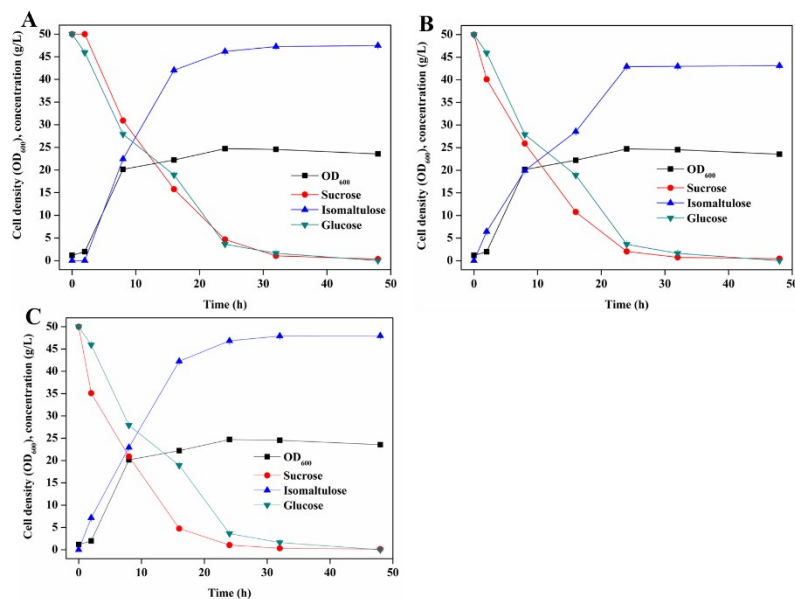 A
Cell density (OD₆₀₀), concentration (g/L)
50
45
40
35
30
25
20
15
10
5
0
OD₆₀₀
Sucrose
Isomaltulose
Glucose
0 10 20 30 40 50
Time (h)
B
Cell density (OD₆₀₀), concentration (g/L)
50
45
40
35
30
25
20
15
10
5
0
OD₆₀₀
Sucrose
Isomaltulose
Glucose
0 10 20 30 40 50
Time (h)
C
Cell density (OD₆₀₀), concentration (g/L)
50
45
40
35
30
25
20
15
10
5
0
OD₆₀₀
Sucrose
Isomaltulose
Glucose
0 10 20 30 40 50
Time (h)